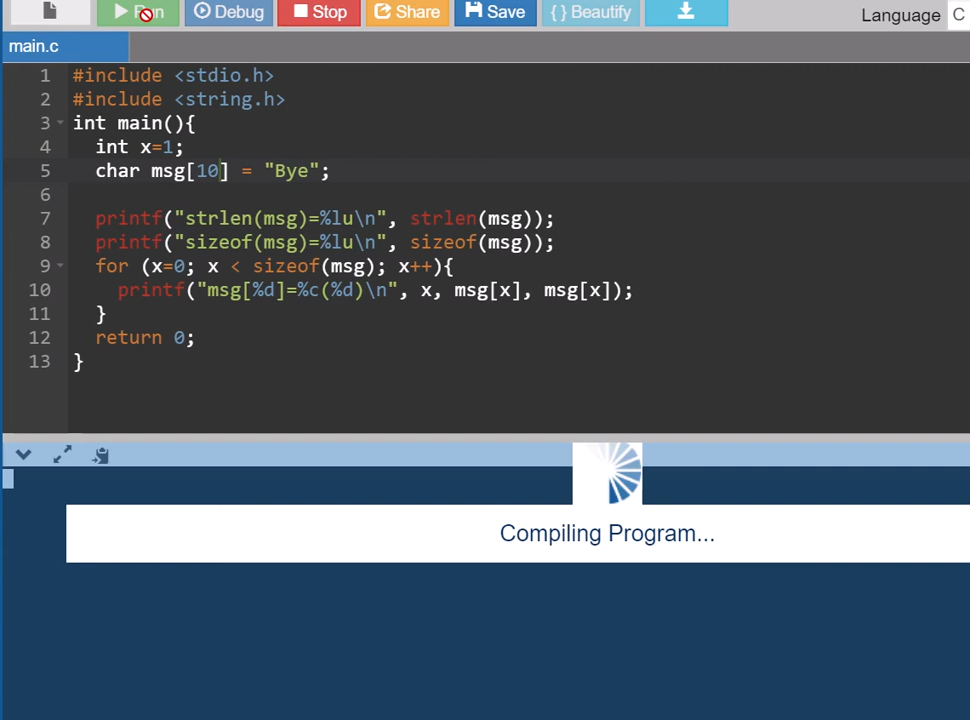 Run Debug Stop Share Save { } Beautify Language C
main.c
1 #include <stdio.h>
2 #include <string.h>
3 int main(){
4 int x=1;
5 char msg[10] = "Bye";
6
7 printf("strlen(msg)=%lu\n", strlen(msg));
8 printf("sizeof(msg)=%lu\n", sizeof(msg));
9 for (x=0; x < sizeof(msg); x++){
10 printf("msg[%d]=%c(%d)\n", x, msg[x], msg[x]);
11 }
12 return 0;
13 }
Compiling Program...